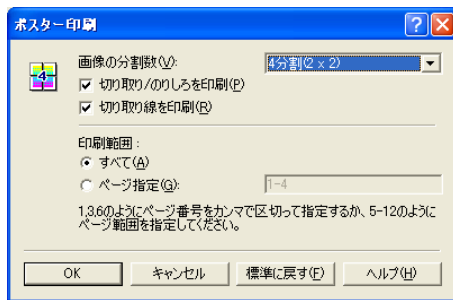 ポスター印刷
画像の分割数(V):
4分割(2 x 2)
4
切り取り/のりしろを印刷(P)
切り取り線を印刷(R)
印刷範囲:
すべて(A)
ページ指定(G):
1-4
1,3,6のようにページ番号をカンマで区切って指定するか、5-12のように
ページ範囲を指定してください。
OK
キャンセル
標準に戻す(F)
ヘルプ(H)